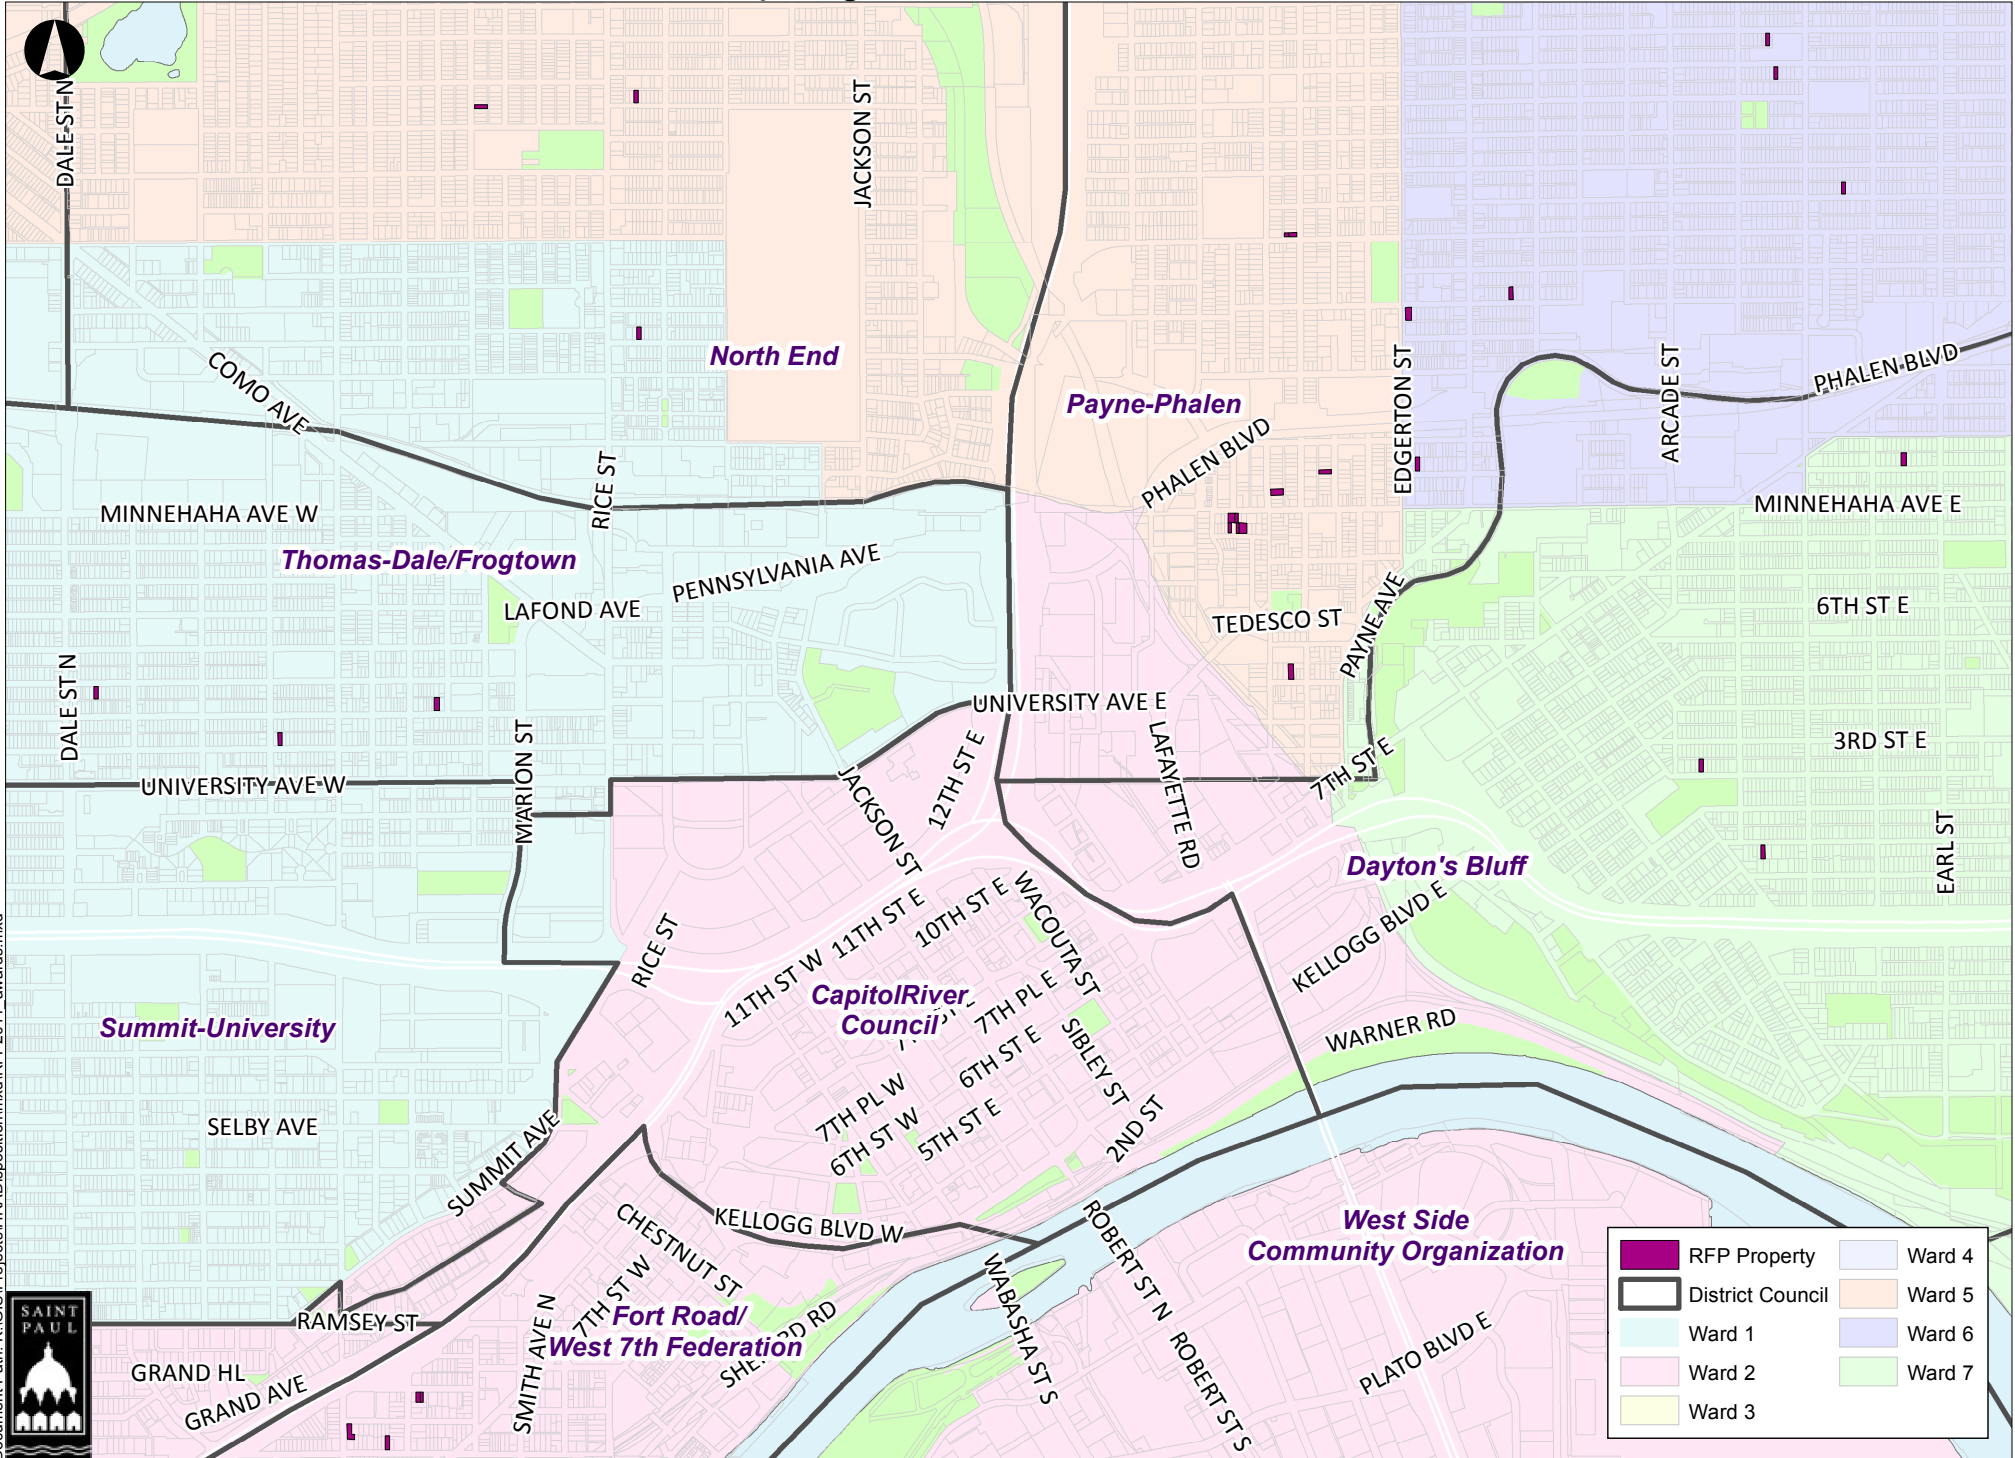 DALE ST N
JACKSON ST
North End
COMO AVE
Payne-Phalen
EDGERTON ST
ARCADE ST
PHALEN BLVD
PHALEN BLVD
RICE ST
MINNEHAHA AVE W
MINNEHAHA AVE E
Thomas-Dale/Frogtown
PENNSYLVANIA AVE
LAFOND AVE
TEDESCO ST
PAYNE AVE
6TH ST E
DALE ST N
UNIVERSITY AVE E
MARION ST
12TH ST E
LAFAYETTE RD
7TH ST E
3RD ST E
UNIVERSITY AVE W
JACKSON ST
EARL ST
Dayton's Bluff
11TH ST E
10TH ST E
WACOUTA ST
KELLOGG BLVD E
RICE ST
11TH ST W
CapitolRiver
Council
7TH PL E
Summit-University
6TH ST E
SIBLEY ST
WARNER RD
7TH PL W
6TH ST W
5TH ST E
2ND ST
SELBY AVE
SUMMIT AVE
CHESTNUT ST
KELLOGG BLVD W
ROBERT ST N
West Side
Community Organization
WABASHA ST S
7TH ST W
Fort Road/
West 7th Federation
SMITH AVE N
RAMSEY ST
GRAND HL
GRAND AVE
ROBERT ST S
PLATO BLVD E
SAINT
PAUL
RFP Property
District Council
Ward 1
Ward 2
Ward 3
Ward 4
Ward 5
Ward 6
Ward 7